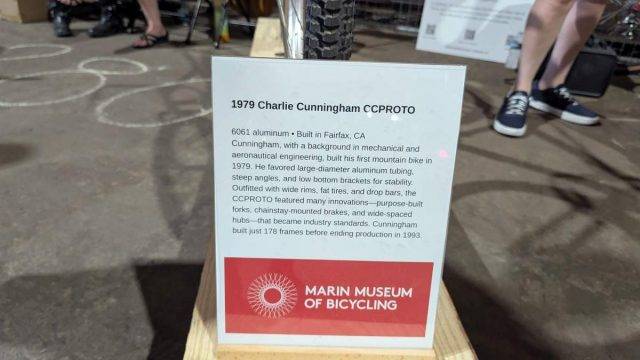 1979 Charlie Cunningham CCPROTO
6061 aluminum • Built in Fairfax, CA
Cunningham, with a background in mechanical and
aeronautical engineering, built his first mountain bike in
1979. He favored large-diameter aluminum tubing,
steep angles, and low bottom brackets for stability.
Outfitted with wide rims, fat tires, and drop bars, the
CCPROTO featured many innovations—purpose-built
forks, chainstay-mounted brakes, and wide-spaced
hubs—that became industry standards. Cunningham
built just 178 frames before ending production in 1993.
MARIN MUSEUM
OF BICYCLING